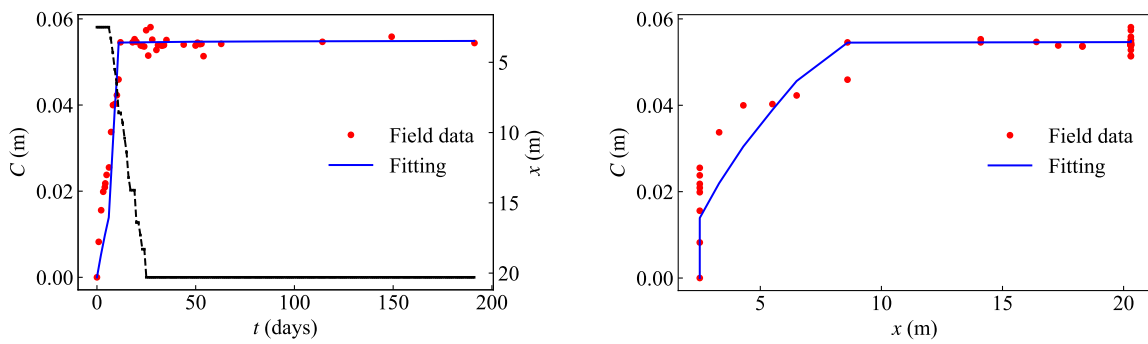 0.06
0.04
0.02
0.00
C (m)
0 50 100 150 200
t (days)
5
10
15
20
x (m)
Field data
Fitting
0.06
0.04
0.02
0.00
C (m)
5 10 15 20
x (m)
Field data
Fitting